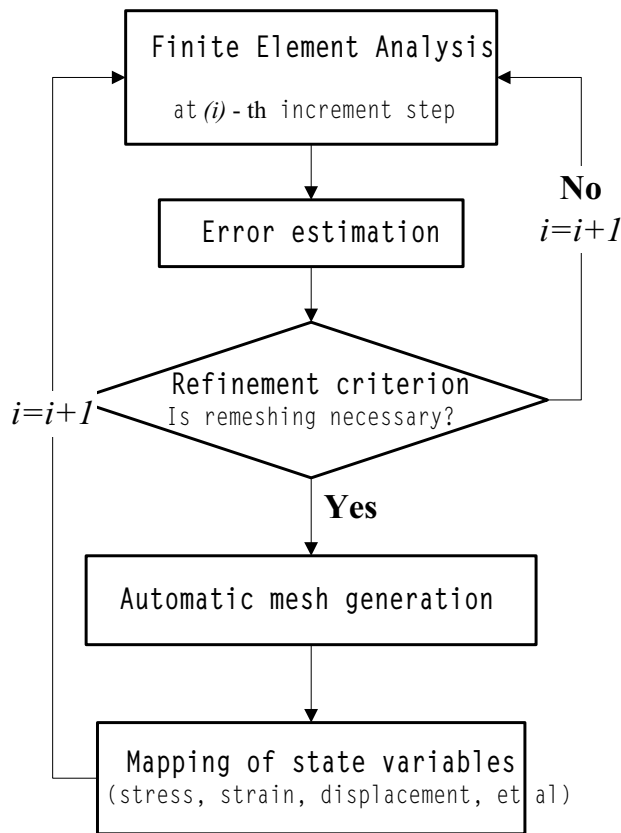 Finite Element Analysis
at (i) - th increment step
No
i=i+1
Error estimation
Refinement criterion
Is remeshing necessary?
i=i+1
Yes
Automatic mesh generation
Mapping of state variables
(stress, strain, displacement, et al)